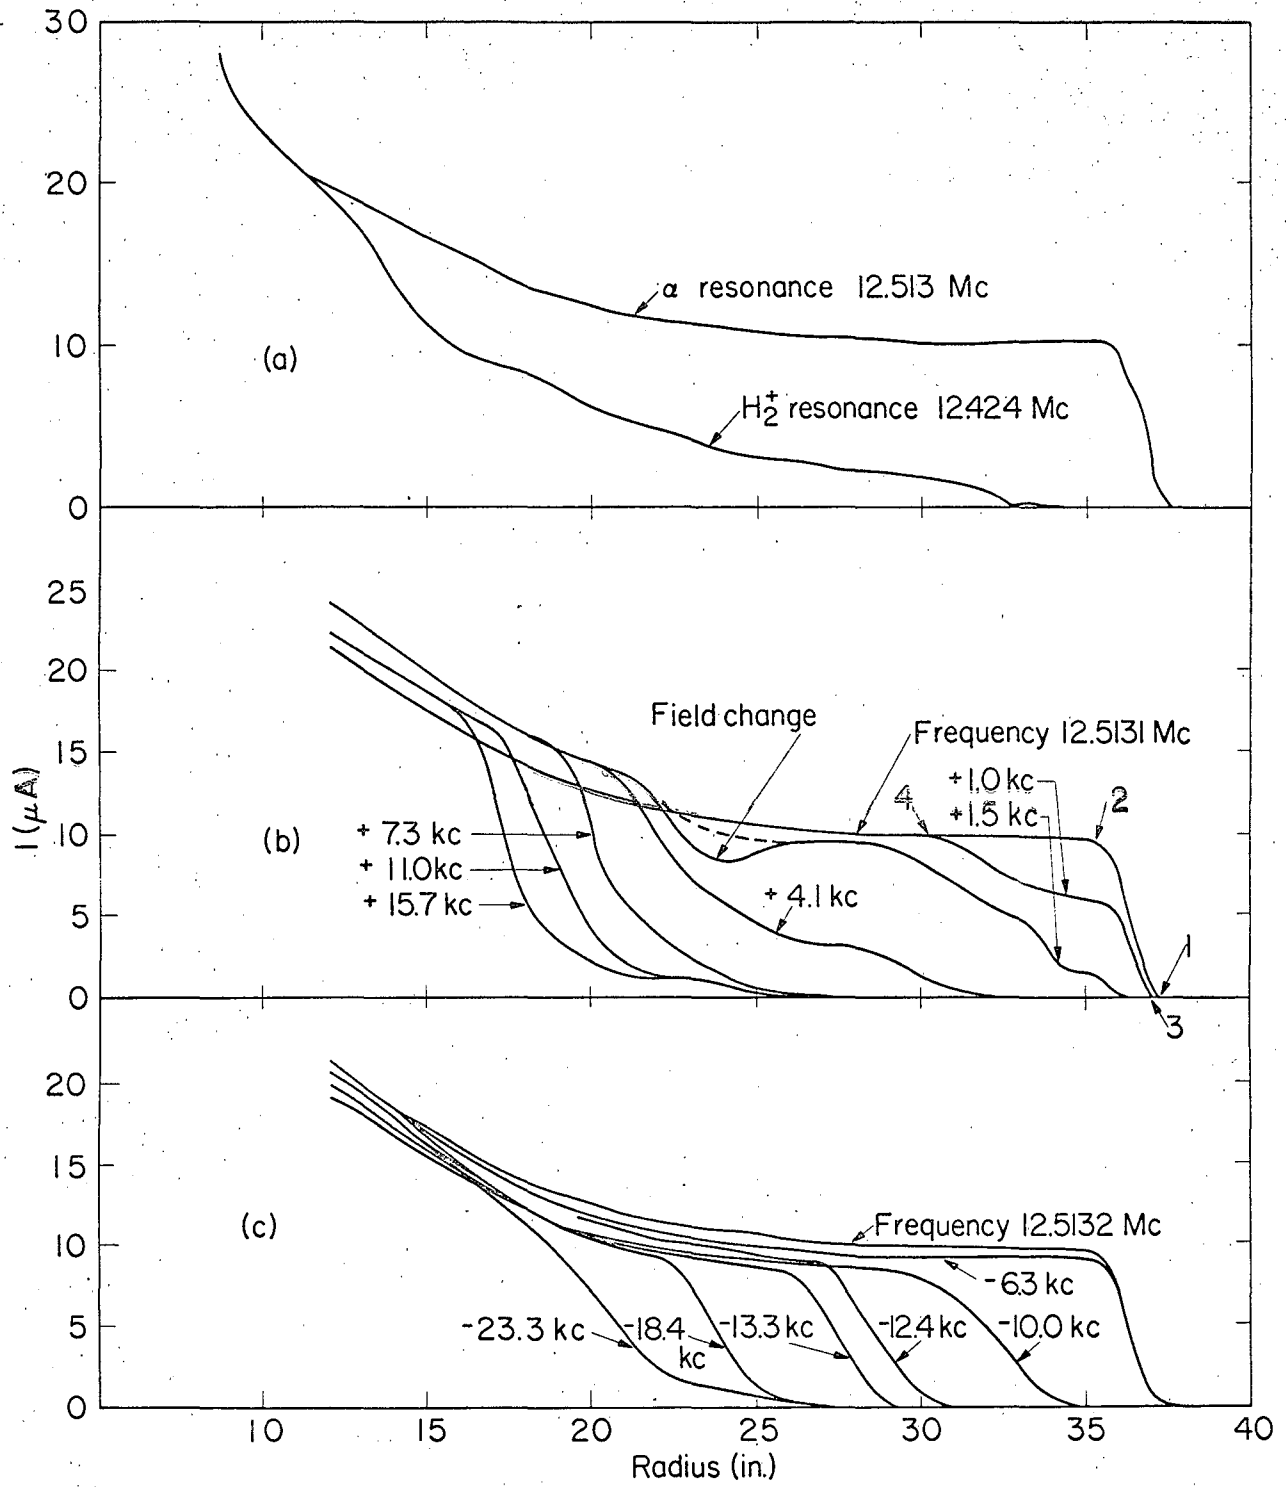 30
20
10
0
α resonance 12.513 Mc
(a)
H₂⁺ resonance 12.424 Mc
25
20
15
10
5
0
I (μA)
Field change
Frequency 12.5131 Mc
+1.0 kc
+1.5 kc
4
2
(b)
+ 7.3 kc
+ 11.0 kc
+ 15.7 kc
+ 4.1 kc
1
3
20
15
10
5
0
(c)
Frequency 12.5132 Mc
-6.3 kc
-23.3 kc
-18.4
kc
-13.3 kc
-12.4 kc
-10.0 kc
10 15 20 25 30 35 40
Radius (in.)